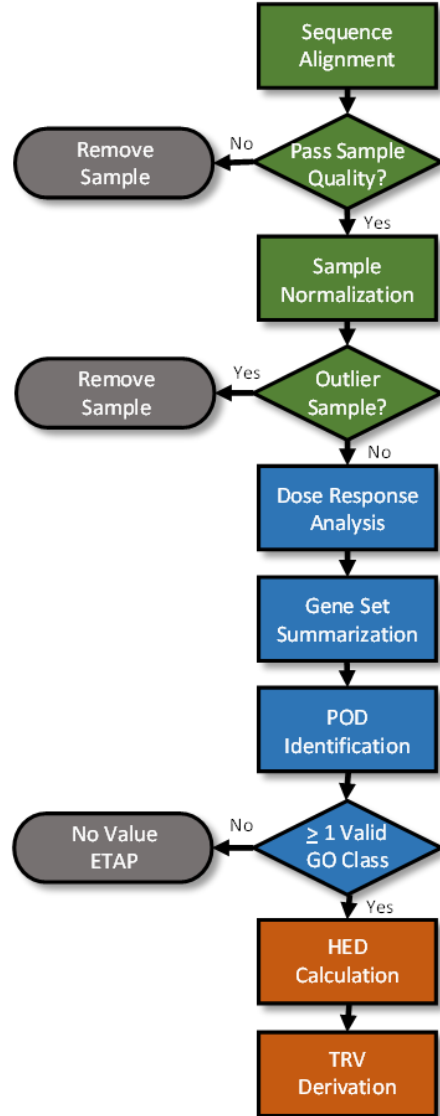 Sequence
Alignment
No
Remove
Sample
Pass Sample
Quality?
Yes
Sample
Normalization
Yes
Remove
Sample
Outlier
Sample?
No
Dose Response
Analysis
Gene Set
Summarization
POD
Identification
No
No Value
ETAP
≥ 1 Valid
GO Class
Yes
HED
Calculation
TRV
Derivation